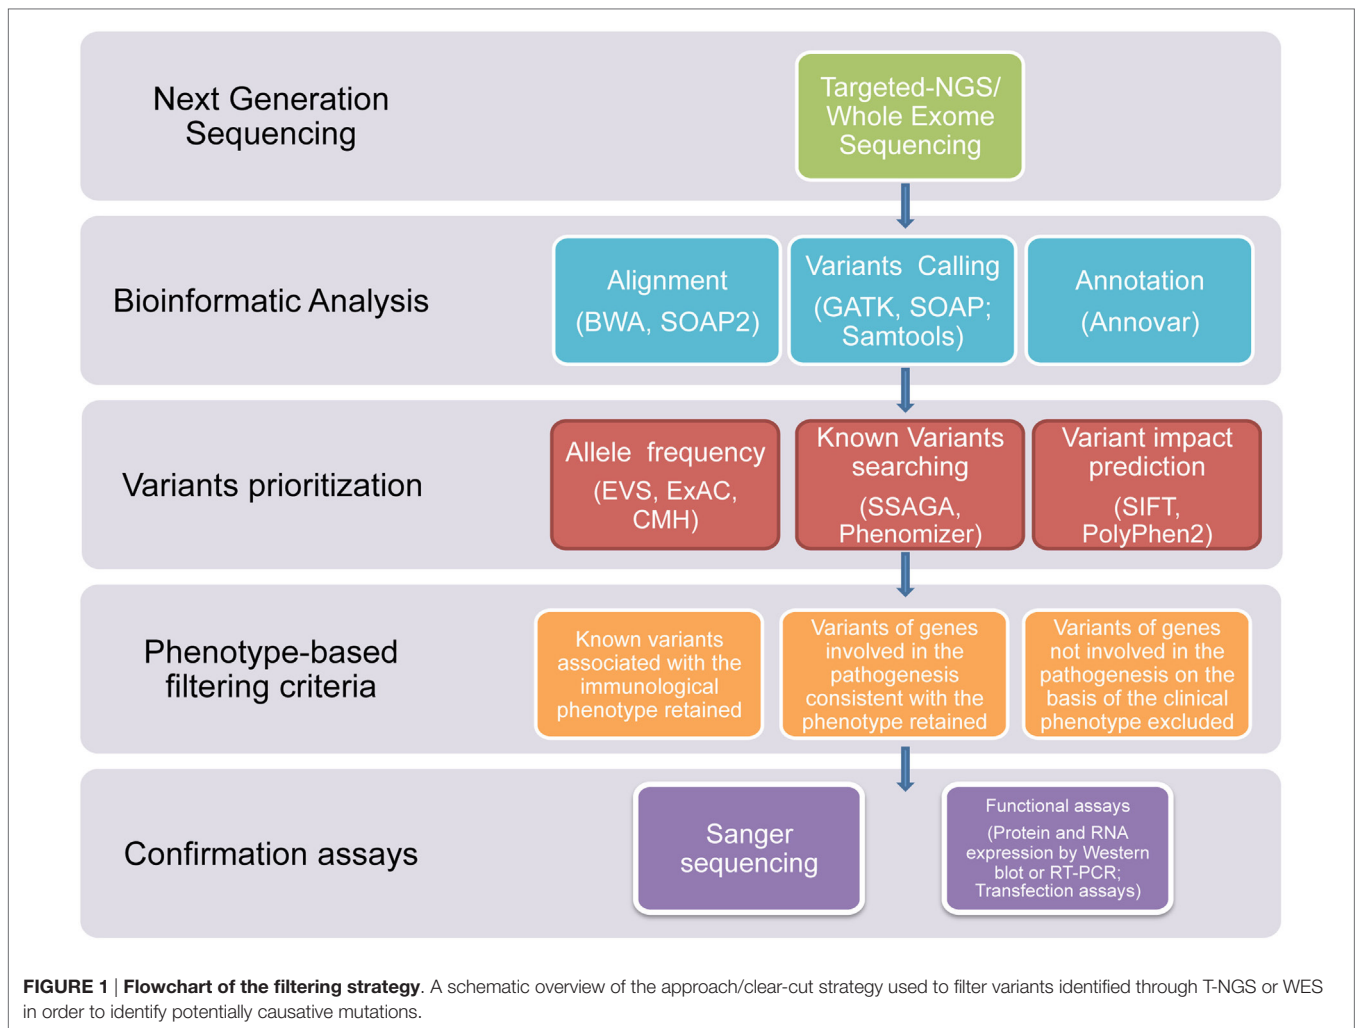 Next Generation
Sequencing
Targeted-NGS/
Whole Exome
Sequencing
Bioinformatic Analysis
Alignment
(BWA, SOAP2)
Variants Calling
(GATK, SOAP;
Samtools)
Annotation
(Annovar)
Variants prioritization
Allele frequency
(EVS, ExAC,
CMH)
Known Variants
searching
(SSAGA,
Phenomizer)
Variant impact
prediction
(SIFT,
PolyPhen2)
Phenotype-based
filtering criteria
Known variants
associated with the
immunological
phenotype retained
Variants of genes
involved in the
pathogenesis
consistent with the
phenotype retained
Variants of genes
not involved in the
pathogenesis on the
basis of the clinical
phenotype excluded
Confirmation assays
Sanger
sequencing
Functional assays
(Protein and RNA
expression by Western
blot or RT-PCR;
Transfection assays)
FIGURE 1 | Flowchart of the filtering strategy. A schematic overview of the approach/clear-cut strategy used to filter variants identified through T-NGS or WES
in order to identify potentially causative mutations.